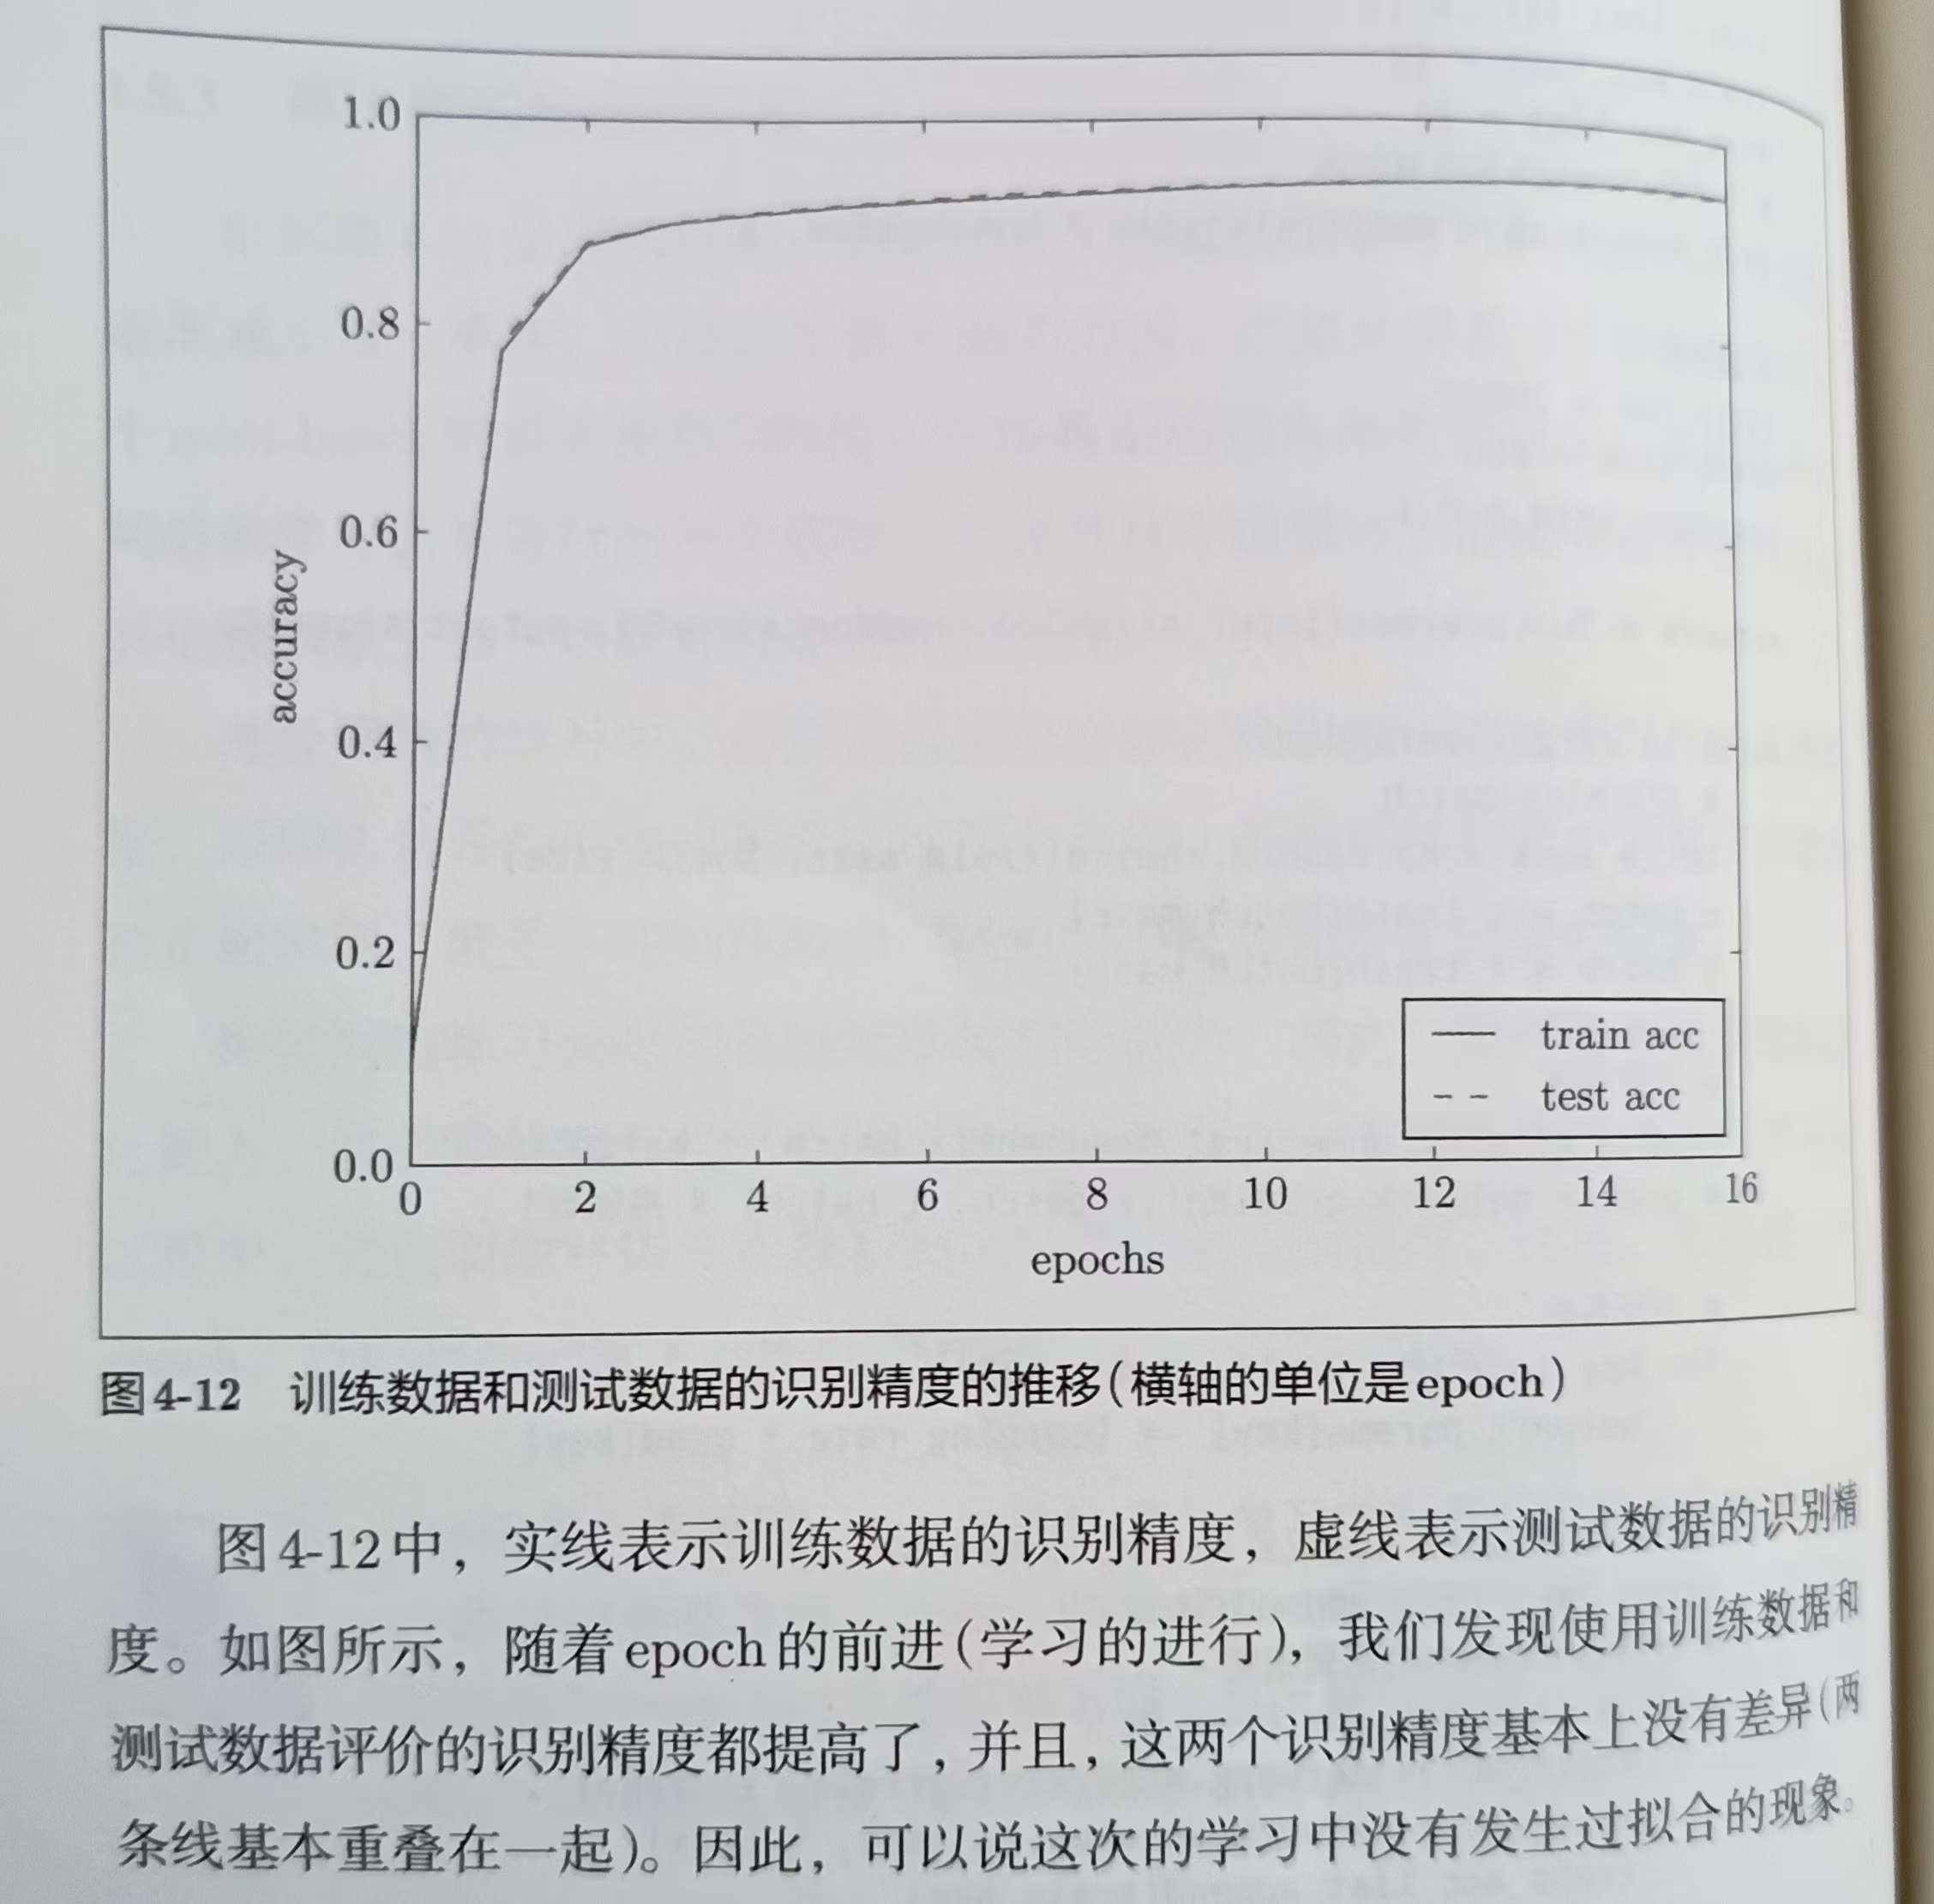 1.0
0.8
0.6
0.4
0.2
0.0
accuracy
0 2 4 6 8 10 12 14 16
epochs
train acc
test acc
图4-12 训练数据和测试数据的识别精度的推移(横轴的单位是epoch)
图4-12中，实线表示训练数据的识别精度，虚线表示测试数据的识别精
度。如图所示，随着epoch的前进(学习的进行)，我们发现使用训练数据和
测试数据评价的识别精度都提高了，并且，这两个识别精度基本上没有差异(两
条线基本重叠在一起)。因此，可以说这次的学习中没有发生过拟合的现象。